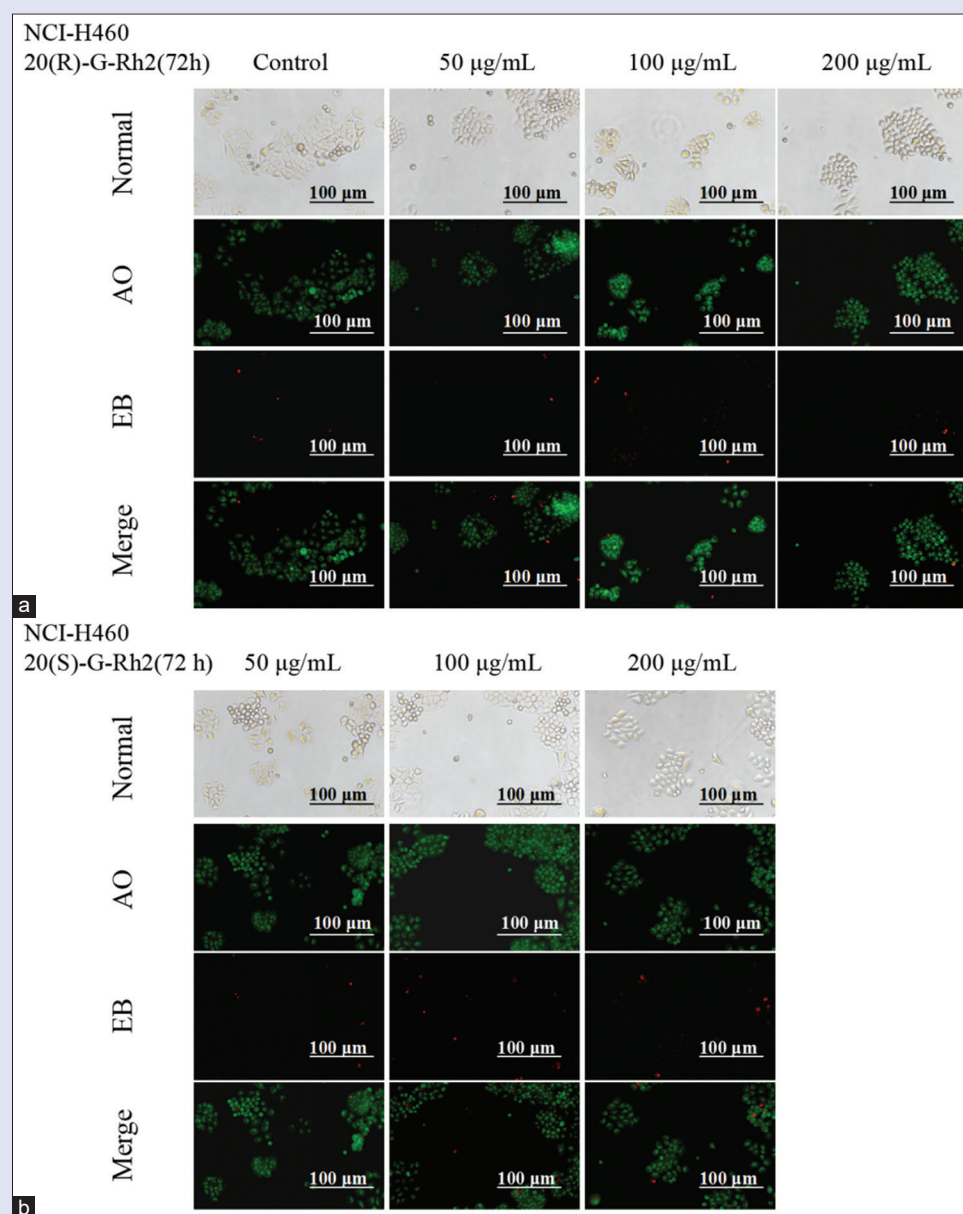 NCI-H460
20(R)-G-Rh2(72h) Control 50 µg/mL 100 µg/mL 200 µg/mL
Normal 100 µm 100 µm 100 µm 100 µm
AO 100 µm 100 µm 100 µm 100 µm
EB 100 µm 100 µm 100 µm 100 µm
Merge 100 µm 100 µm 100 µm 100 µm
a
NCI-H460
20(S)-G-Rh2(72 h) 50 µg/mL 100 µg/mL 200 µg/mL
Normal 100 µm 100 µm 100 µm
AO 100 µm 100 µm 100 µm
EB 100 µm 100 µm 100 µm
Merge 100 µm 100 µm 100 µm
b